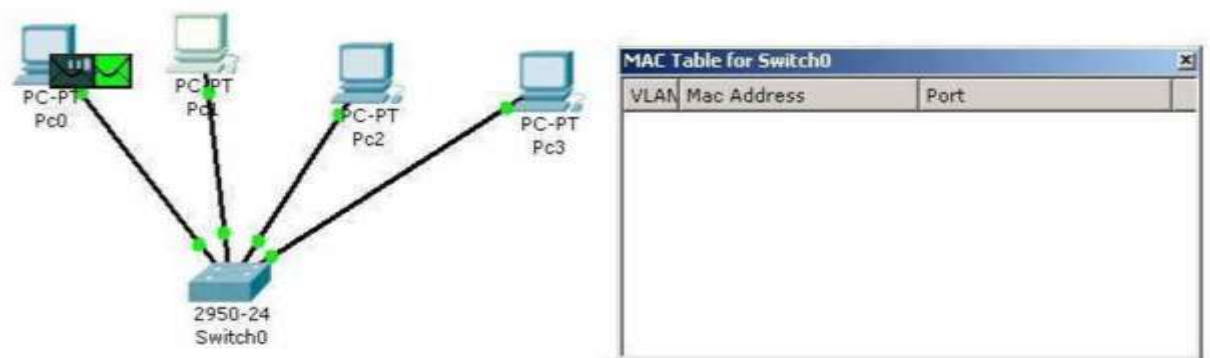 PC-PT
Pc0
PC-PT
Pc1
PC-PT
Pc2
PC-PT
Pc3
2950-24
Switch0
MAC Table for Switch0
VLAN Mac Address Port